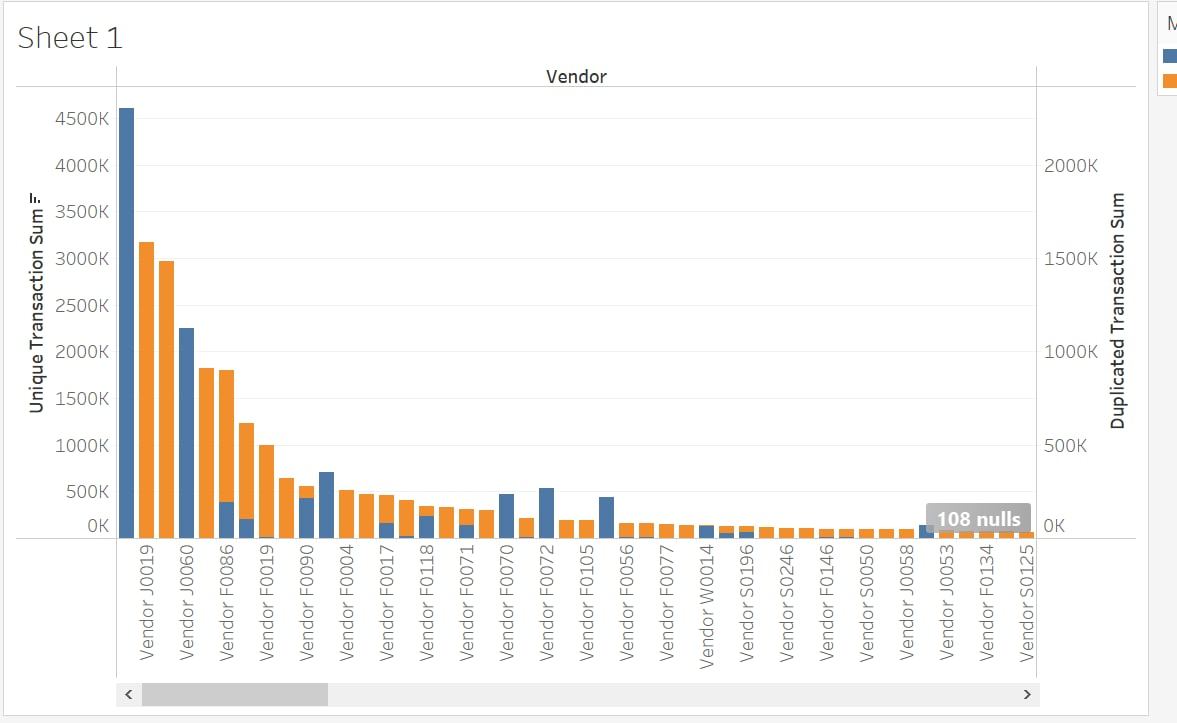 Sheet 1
M
Vendor
Unique Transaction Sum
4500K
4000K
3500K
3000K
2500K
2000K
1500K
1000K
500K
0K
2000K
1500K
1000K
500K
0K
Duplicated Transaction Sum
108 nulls
Vendor J0019
Vendor J0060
Vendor F0086
Vendor F0019
Vendor F0090
Vendor F0004
Vendor F0017
Vendor F0118
Vendor F0071
Vendor F0070
Vendor F0072
Vendor F0105
Vendor F0056
Vendor F0077
Vendor W0014
Vendor S0196
Vendor S0246
Vendor F0146
Vendor S0050
Vendor J0058
Vendor J0053
Vendor F0134
Vendor S0125